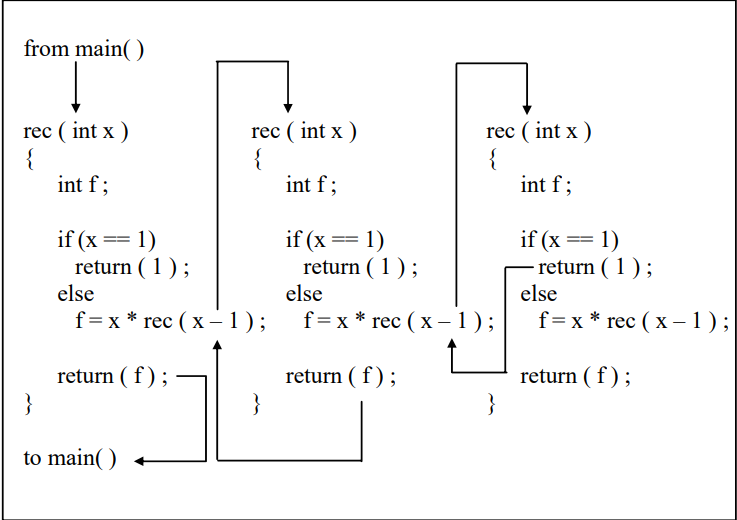 from main( )
rec ( int x )
{
int f ;
if (x == 1)
return ( 1 ) ;
else
f = x * rec ( x – 1 ) ;
return ( f ) ;
}
to main( )
rec ( int x )
{
int f ;
if (x == 1)
return ( 1 ) ;
else
f = x * rec ( x – 1 ) ;
return ( f ) ;
}
rec ( int x )
{
int f ;
if (x == 1)
return ( 1 ) ;
else
f = x * rec ( x – 1 ) ;
return ( f ) ;
}